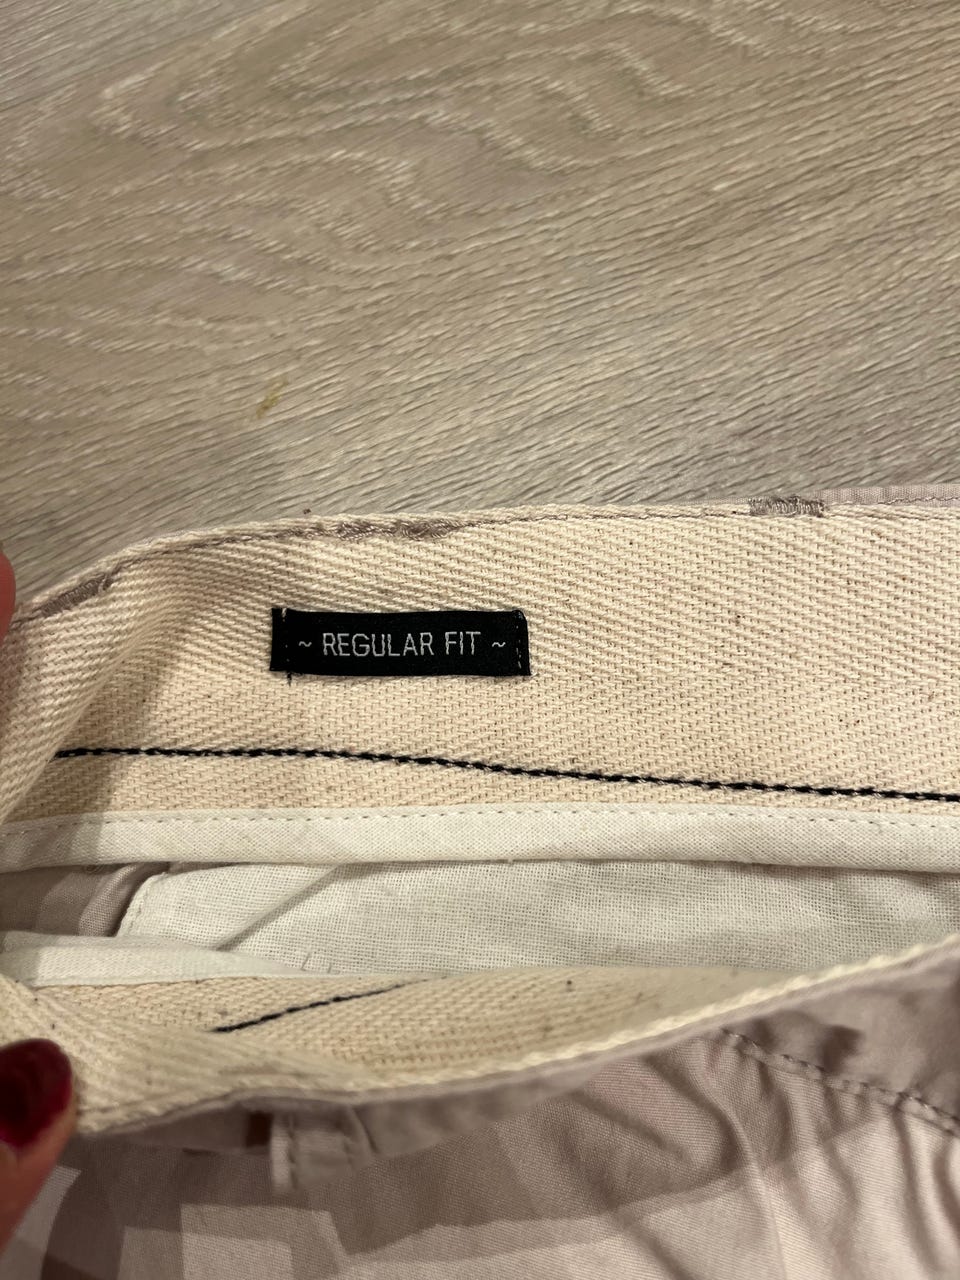 ~ REGULAR FIT ~